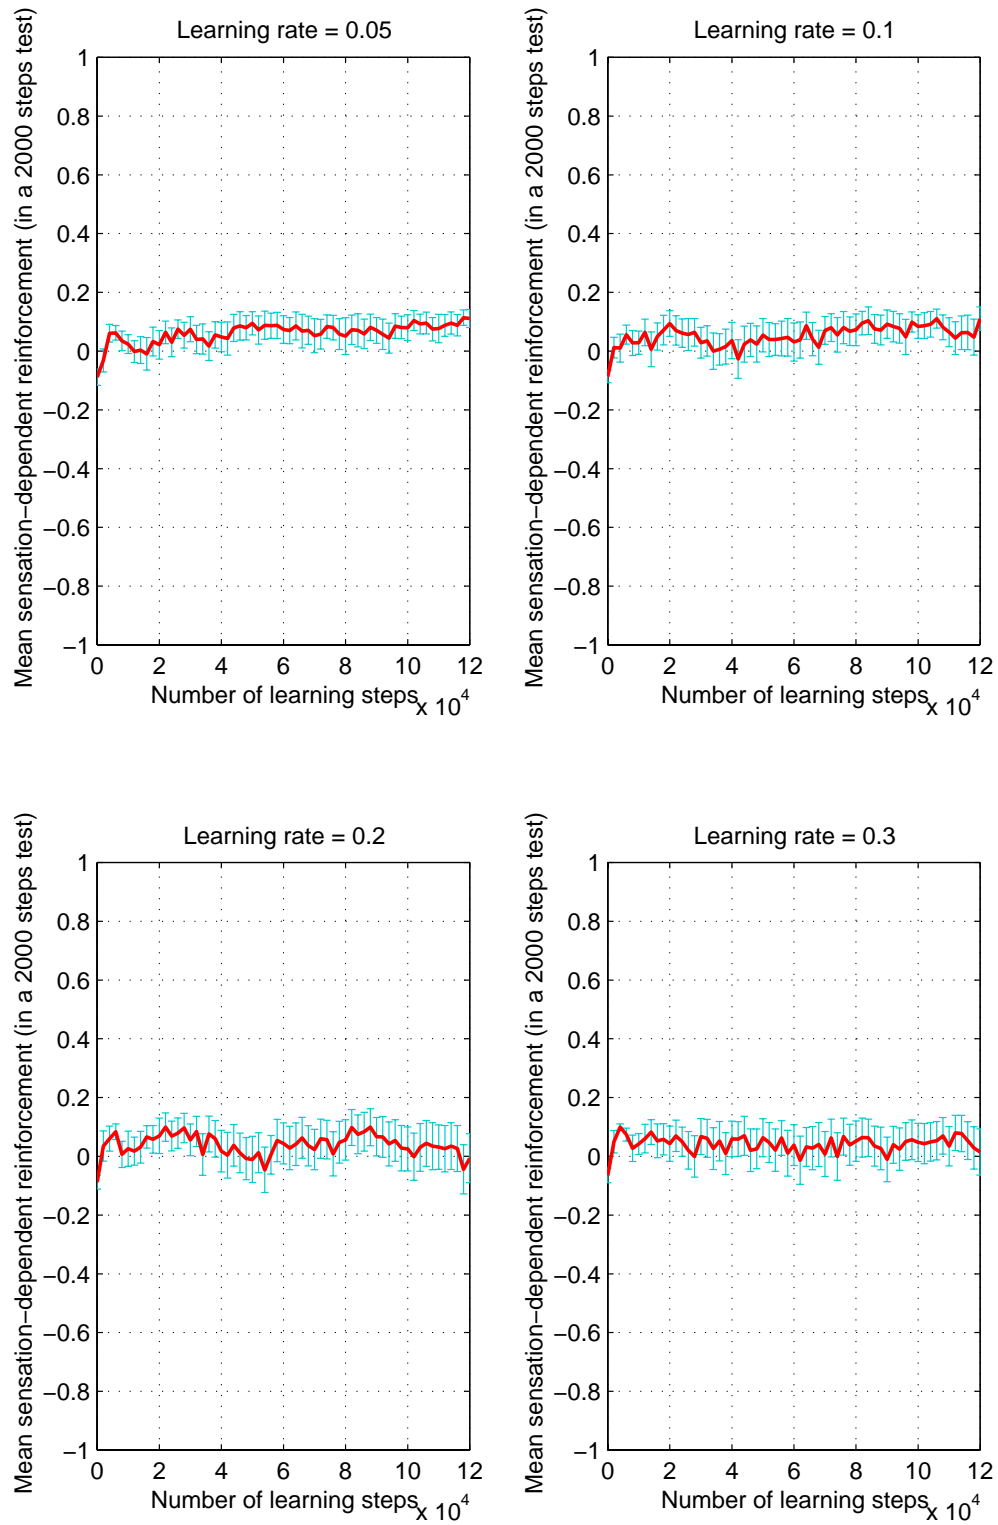 Learning rate = 0.05
Mean sensation−dependent reinforcement (in a 2000 steps test)
1
0.8
0.6
0.4
0.2
0
−0.2
−0.4
−0.6
−0.8
−1
0 2 4 6 8 10 12
Number of learning steps
x 10^4
Learning rate = 0.1
Mean sensation−dependent reinforcement (in a 2000 steps test)
1
0.8
0.6
0.4
0.2
0
−0.2
−0.4
−0.6
−0.8
−1
0 2 4 6 8 10 12
Number of learning steps
x 10^4
Learning rate = 0.2
Mean sensation−dependent reinforcement (in a 2000 steps test)
1
0.8
0.6
0.4
0.2
0
−0.2
−0.4
−0.6
−0.8
−1
0 2 4 6 8 10 12
Number of learning steps
x 10^4
Learning rate = 0.3
Mean sensation−dependent reinforcement (in a 2000 steps test)
1
0.8
0.6
0.4
0.2
0
−0.2
−0.4
−0.6
−0.8
−1
0 2 4 6 8 10 12
Number of learning steps
x 10^4